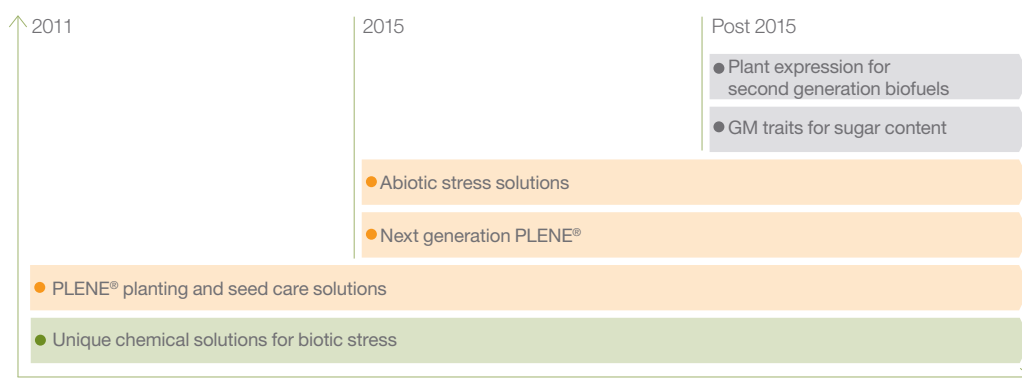 2011
2015
Post 2015
Plant expression for
second generation biofuels
GM traits for sugar content
Abiotic stress solutions
Next generation PLENE®
PLENE® planting and seed care solutions
Unique chemical solutions for biotic stress